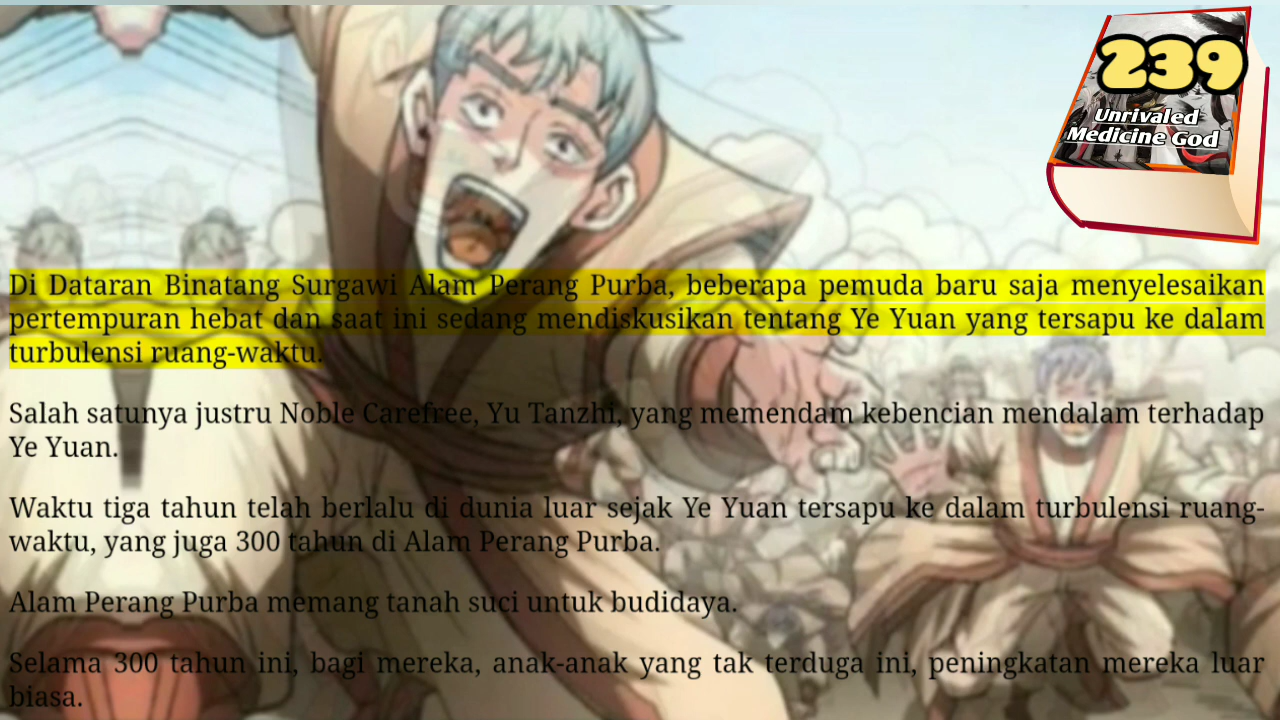 239
Unrivaled
Medicine God
Di Dataran Binatang Surgawi Alam Perang Purba, beberapa pemuda baru saja menyelesaikan
pertempuran hebat dan saat ini sedang mendiskusikan tentang Ye Yuan yang tersapu ke dalam
turbulensi ruang-waktu.
Salah satunya justru Noble Carefree, Yu Tanzhi, yang memendam kebencian mendalam terhadap
Ye Yuan.
Waktu tiga tahun telah berlalu di dunia luar sejak Ye Yuan tersapu ke dalam turbulensi ruang-
waktu, yang juga 300 tahun di Alam Perang Purba.
Alam Perang Purba memang tanah suci untuk budidaya.
Selama 300 tahun ini, bagi mereka, anak-anak yang tak terduga ini, peningkatan mereka luar
biasa.